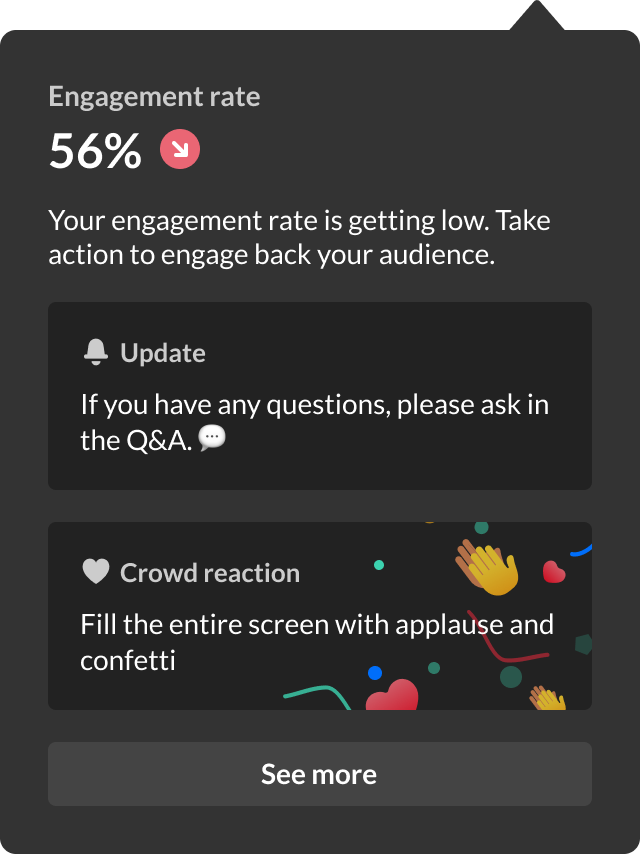 Engagement rate
56%
Your engagement rate is getting low. Take
action to engage back your audience.
Update
If you have any questions, please ask in
the Q&A. 💬
Crowd reaction
Fill the entire screen with applause and
confetti
See more